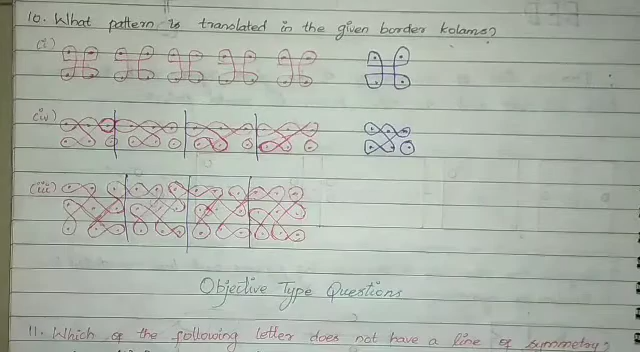 10. What pattern is translated in the given border kolams?
(i)
(iv)
(iii)
Objective Type Questions
11. Which of the following letter does not have a line of symmetry?